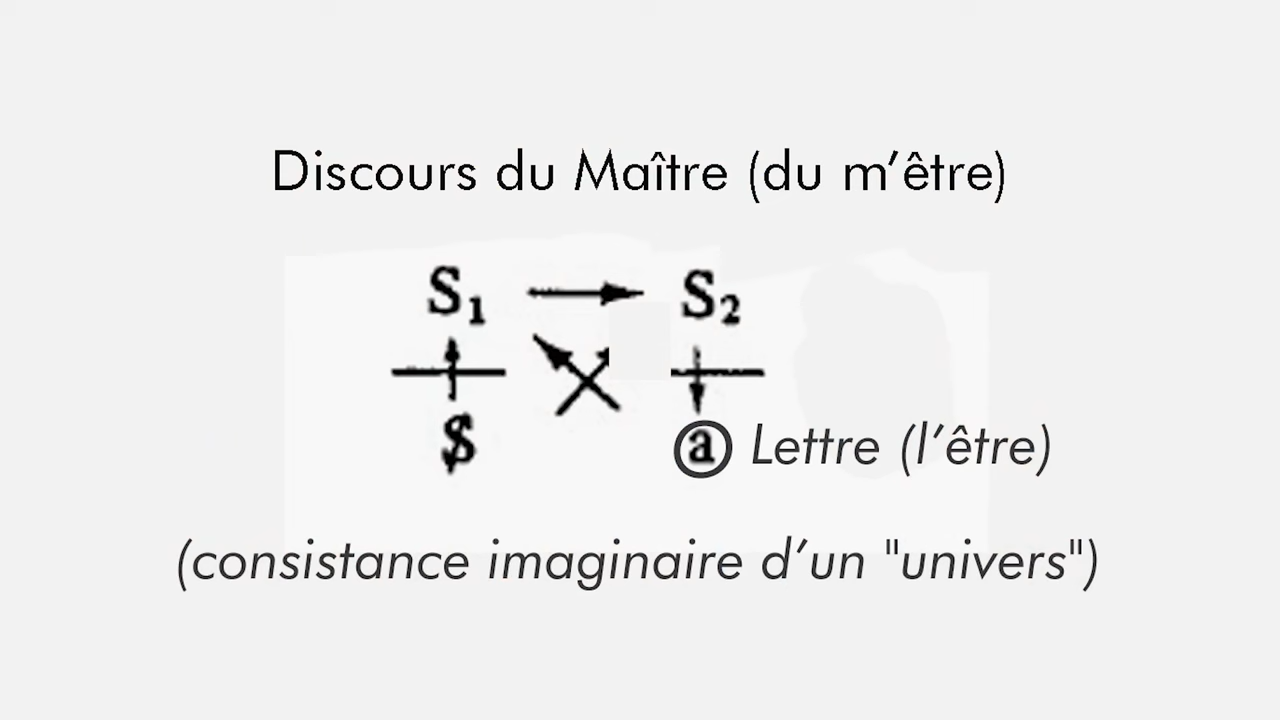 Discours du Maître (du m’être)
S₁ → S₂
$ a Lettre (l’être)
(consistance imaginaire d’un "univers")